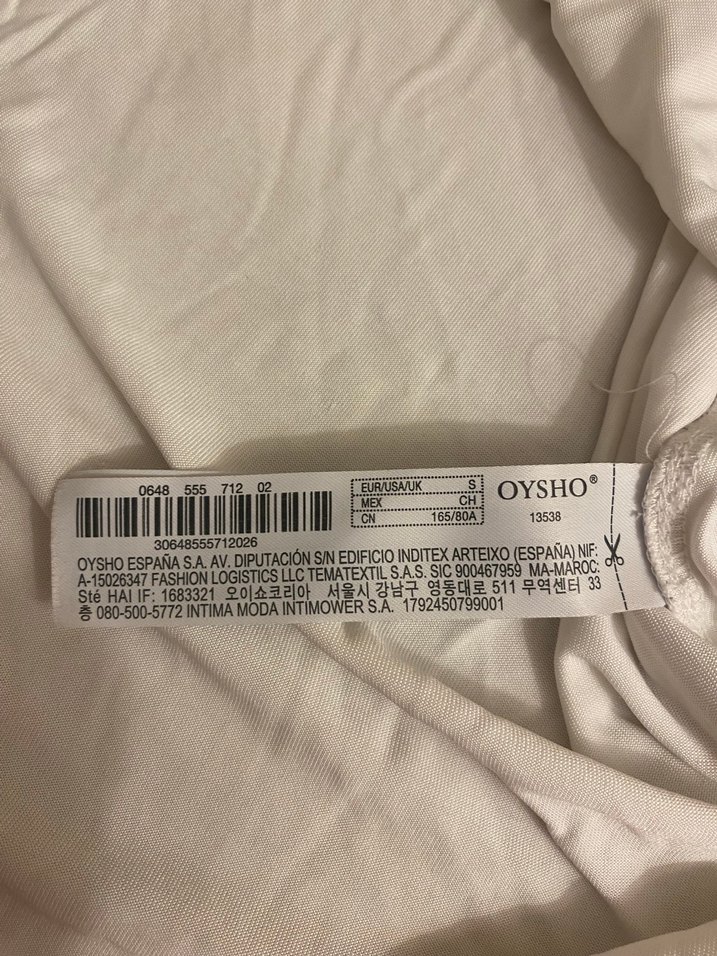 0648 555 712 02
30648555712026
EUR/USA/UK S
MEX CH
CN 165/80A
OYSHO®
13538
OYSHO ESPAÑA S.A. AV. DIPUTACIÓN S/N EDIFICIO INDITEX ARTEIXO (ESPAÑA) NIF:
A-15026347 FASHION LOGISTICS LLC TEMATEXTIL S.A.S. SIC 900467959 MA-MAROC:
Sté HAI IF: 1683321 오이쇼코리아 서울시 강남구 영동대로 511 무역센터 33
층 080-500-5772 INTIMA MODA INTIMOWER S.A. 1792450799001